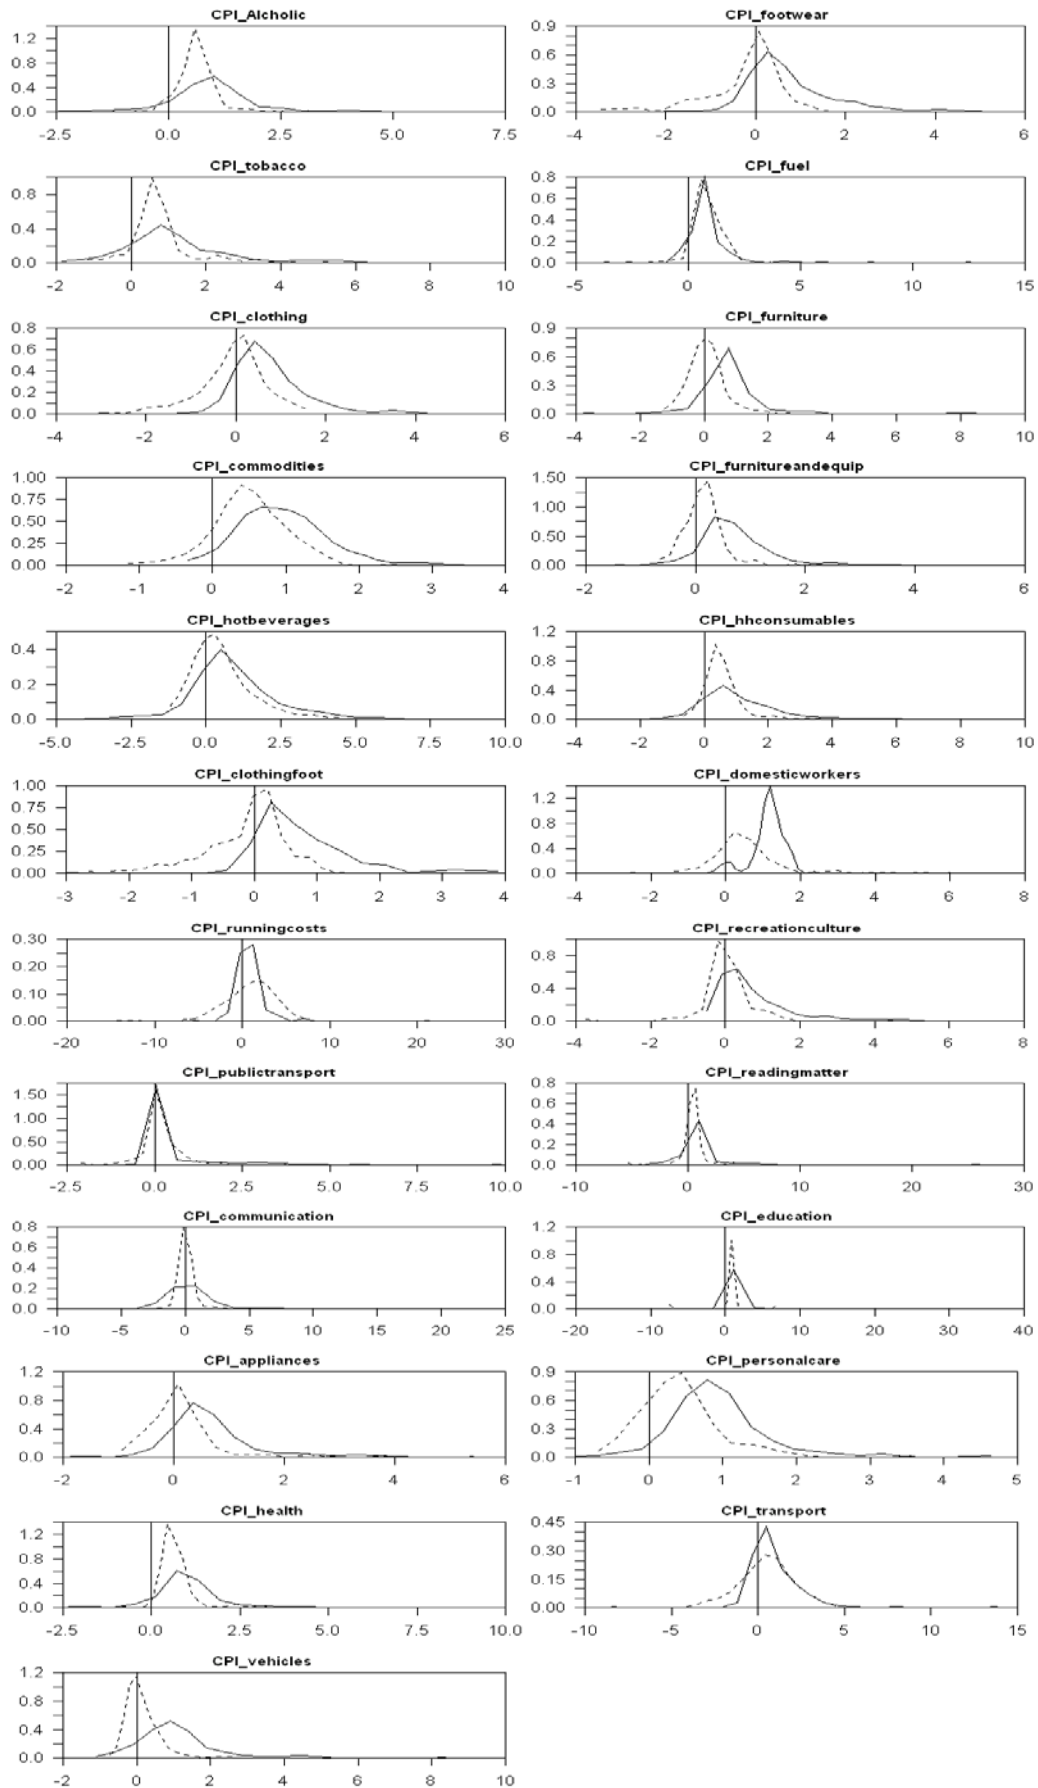 CPI_Alcholic
1.2
0.8
0.4
0.0
-2.5 0.0 2.5 5.0 7.5
CPI_footwear
0.9
0.6
0.3
0.0
-4 -2 0 2 4 6
CPI_tobacco
0.8
0.4
0.0
-2 0 2 4 6 8 10
CPI_fuel
0.8
0.6
0.4
0.2
0.0
-5 0 5 10 15
CPI_clothing
0.8
0.6
0.4
0.2
0.0
-4 -2 0 2 4 6
CPI_furniture
0.9
0.6
0.3
0.0
-4 -2 0 2 4 6 8 10
CPI_commodities
1.00
0.75
0.50
0.25
0.00
-2 -1 0 1 2 3 4
CPI_furnitureandequip
1.50
1.00
0.50
0.00
-2 0 2 4 6
CPI_hotbeverages
0.4
0.2
0.0
-5.0 -2.5 0.0 2.5 5.0 7.5 10.0
CPI_hhconsumables
1.2
0.8
0.4
0.0
-4 -2 0 2 4 6 8 10
CPI_clothingfoot
1.00
0.75
0.50
0.25
0.00
-3 -2 -1 0 1 2 3 4
CPI_domesticworkers
1.2
0.8
0.4
0.0
-4 -2 0 2 4 6 8
CPI_runningcosts
0.30
0.20
0.10
0.00
-20 -10 0 10 20 30
CPI_recreationculture
0.8
0.4
0.0
-4 -2 0 2 4 6 8
CPI_publictransport
1.50
1.00
0.50
0.00
-2.5 0.0 2.5 5.0 7.5 10.0
CPI_readingmatter
0.8
0.6
0.4
0.2
0.0
-10 0 10 20 30
CPI_communication
0.8
0.6
0.4
0.2
0.0
-10 -5 0 5 10 15 20 25
CPI_education
1.2
0.8
0.4
0.0
-20 -10 0 10 20 30 40
CPI_appliances
1.2
0.8
0.4
0.0
-2 0 2 4 6
CPI_personalcare
0.9
0.6
0.3
0.0
-1 0 1 2 3 4 5
CPI_health
1.2
0.8
0.4
0.0
-2.5 0.0 2.5 5.0 7.5 10.0
CPI_transport
0.45
0.30
0.15
0.00
-10 -5 0 5 10 15
CPI_vehicles
1.2
0.8
0.4
0.0
-2 0 2 4 6 8 10